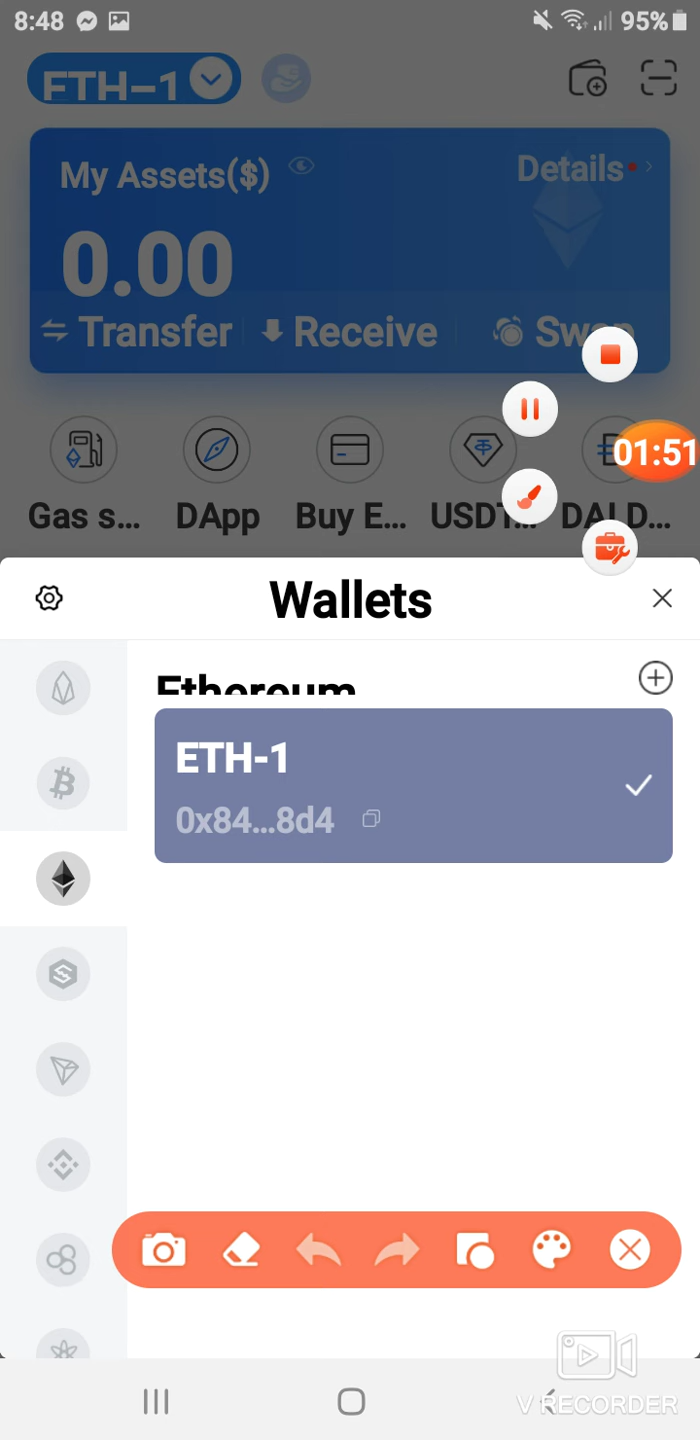 8:48 95%
ETH-1
My Assets($) Details
0.00
Transfer Receive Swap
01:51
Gas s... DApp Buy E... USDT... DAI D...
Wallets
Ethereum
ETH-1
0x84...8d4
V RECORDER